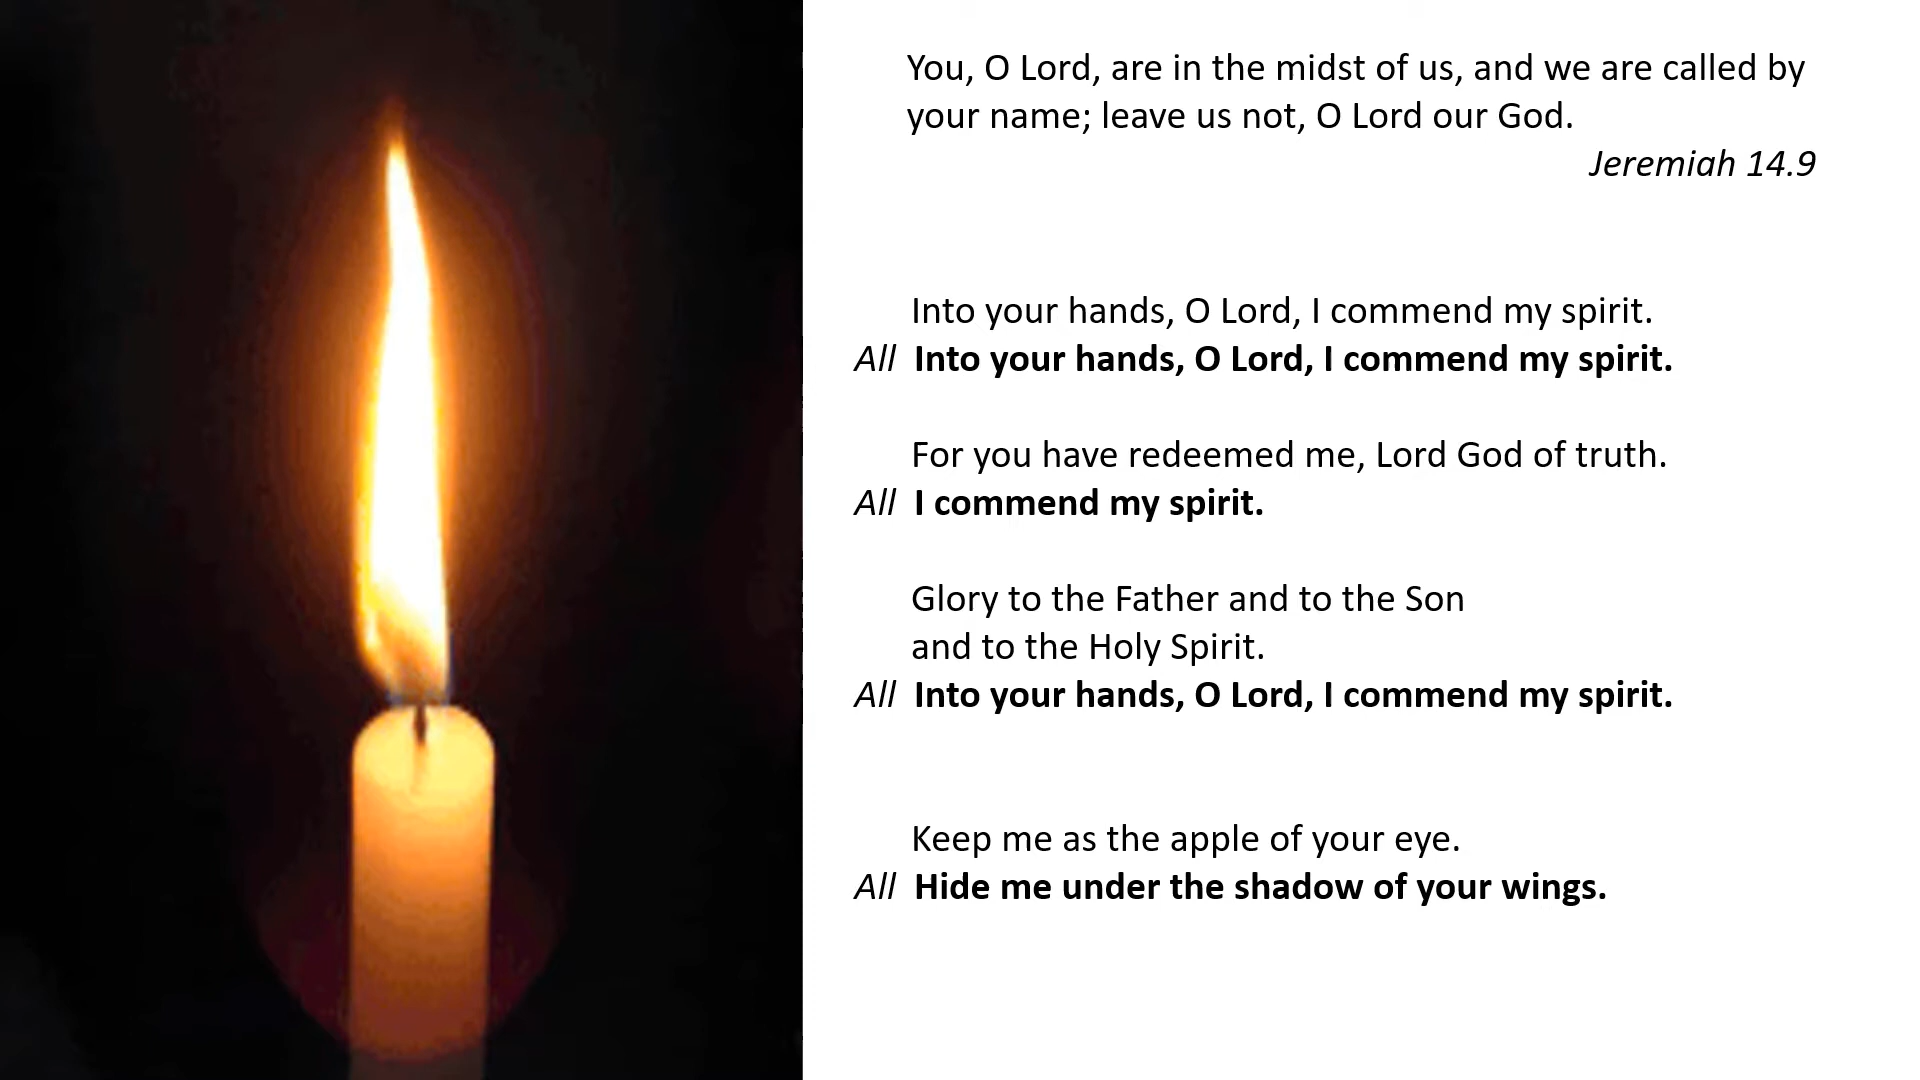 You, O Lord, are in the midst of us, and we are called by
your name; leave us not, O Lord our God.
Jeremiah 14.9
Into your hands, O Lord, I commend my spirit.
All Into your hands, O Lord, I commend my spirit.
For you have redeemed me, Lord God of truth.
All I commend my spirit.
Glory to the Father and to the Son
and to the Holy Spirit.
All Into your hands, O Lord, I commend my spirit.
Keep me as the apple of your eye.
All Hide me under the shadow of your wings.